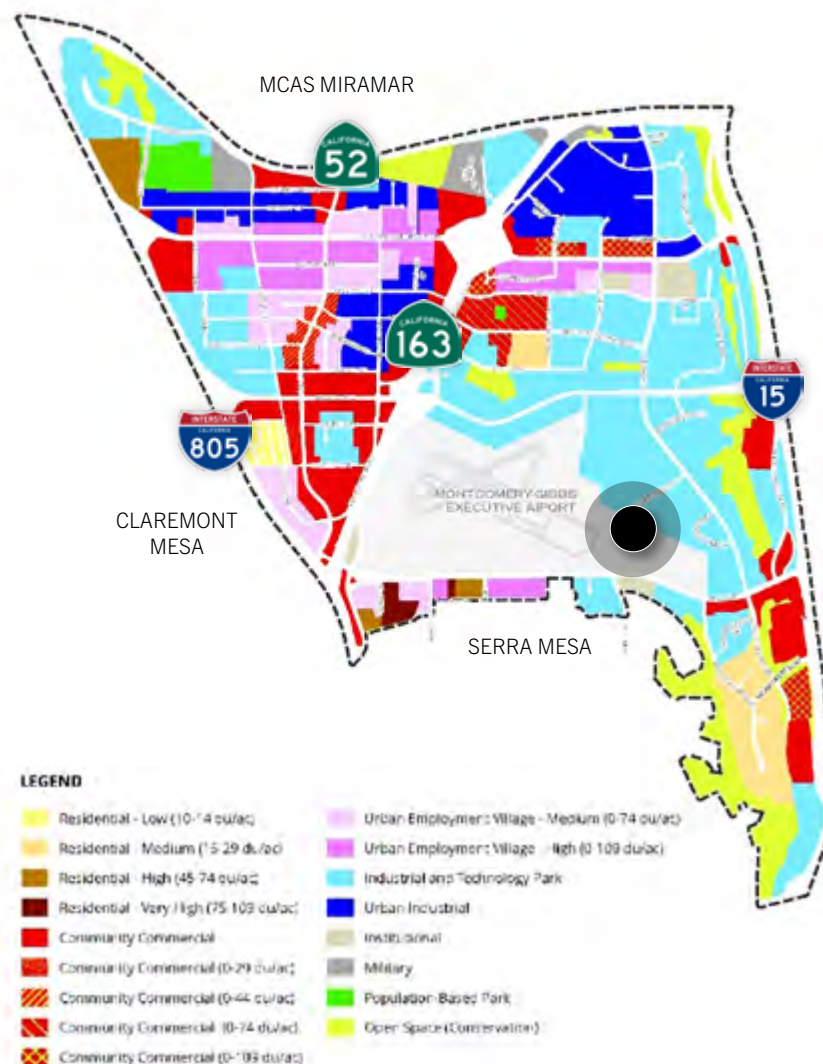 MCAS MIRAMAR
CALIFORNIA
52
CALIFORNIA
163
INTERSTATE
CALIFORNIA
15
INTERSTATE
CALIFORNIA
805
MONTGOMERY-GIBBS
EXECUTIVE AIPORT
CLAREMONT
MESA
SERRA MESA
LEGEND
Residential - Low (10-14 du/ac)
Residential - Medium (15-29 du/ac)
Residential - High (45-74 du/ac)
Residential - Very High (75-109 du/ac)
Community Commercial
Community Commercial (0-29 du/ac)
Community Commercial (0-44 du/ac)
Community Commercial (0-74 du/ac)
Community Commercial (0-109 du/ac)
Urban Employment Village - Medium (0-74 du/ac)
Urban Employment Village - High (0-109 du/ac)
Industrial and Technology Park
Urban Industrial
Institutional
Military
Population-Based Park
Open Space (Conservation)